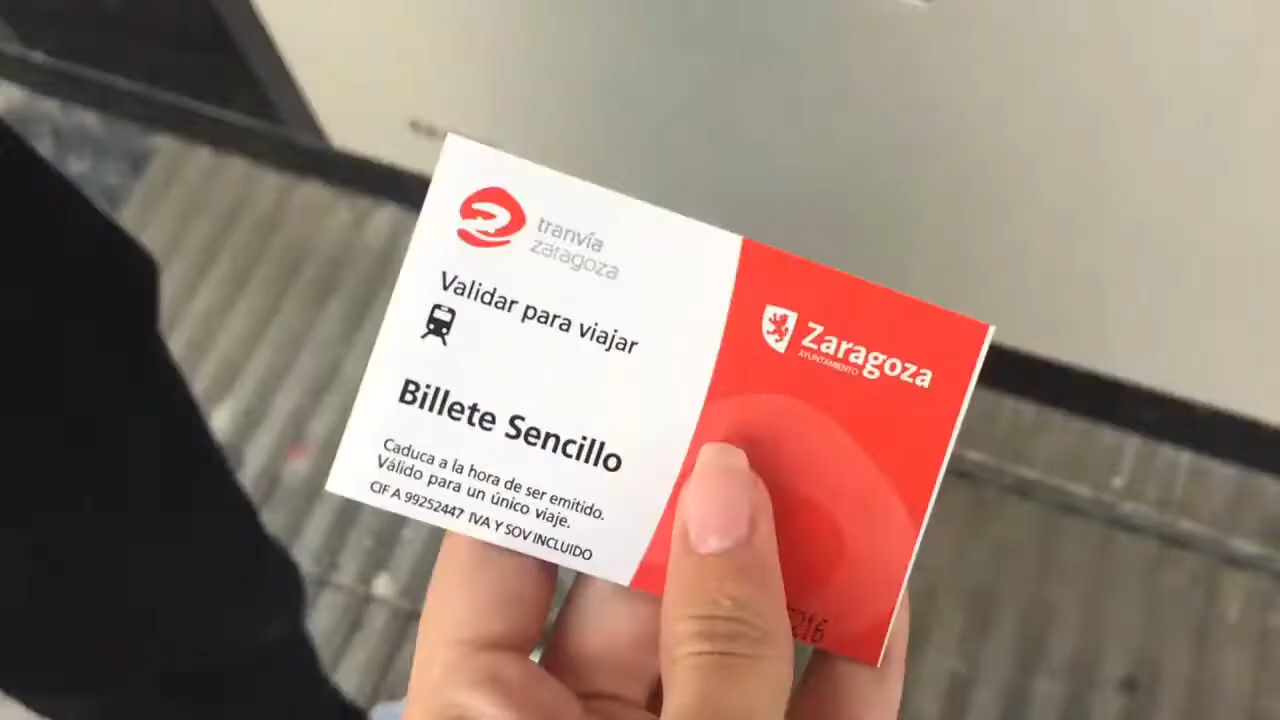 tranvía
zaragoza
Validar para viajar
Billete Sencillo
Caduca a la hora de ser emitido.
Válido para un único viaje.
CIF A 99252447 IVA Y SOV INCLUIDO
Zaragoza
AYUNTAMIENTO
216